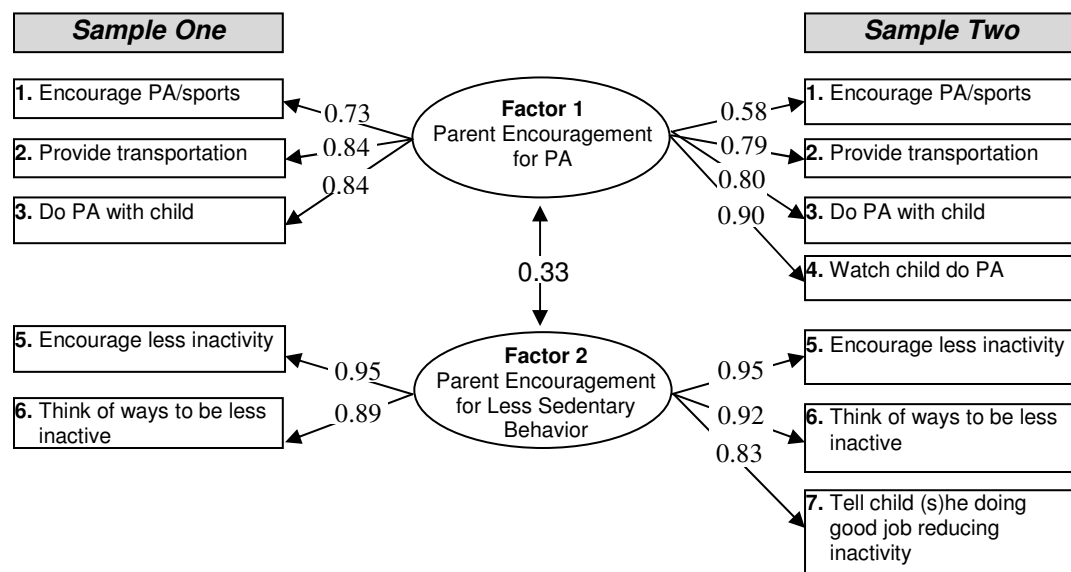 Sample One
Sample Two
1. Encourage PA/sports
2. Provide transportation
3. Do PA with child
0.73
0.84
0.84
Factor 1
Parent Encouragement
for PA
0.58
0.79
0.80
0.90
1. Encourage PA/sports
2. Provide transportation
3. Do PA with child
4. Watch child do PA
0.33
5. Encourage less inactivity
6. Think of ways to be less
inactive
0.95
0.89
Factor 2
Parent Encouragement
for Less Sedentary
Behavior
0.95
0.92
0.83
5. Encourage less inactivity
6. Think of ways to be less
inactive
7. Tell child (s)he doing
good job reducing
inactivity